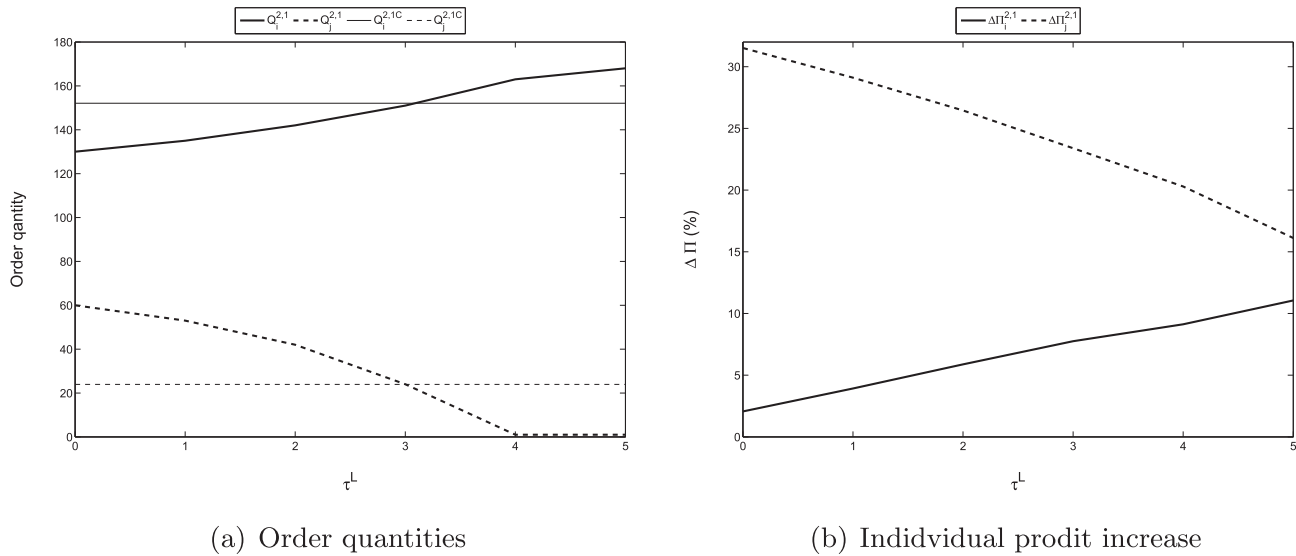 Q_i^{2,1} Q_j^{2,1} Q_i^{2,1C} Q_j^{2,1C}
180
160
140
120
100
80
60
40
20
0
Order qantity
0 1 2 3 4 5
τ^L
(a) Order quantities
ΔΠ_i^{2,1} ΔΠ_j^{2,1}
30
25
20
15
10
5
0
Δ Π (%)
0 1 2 3 4 5
τ^L
(b) Indidvidual prodit increase